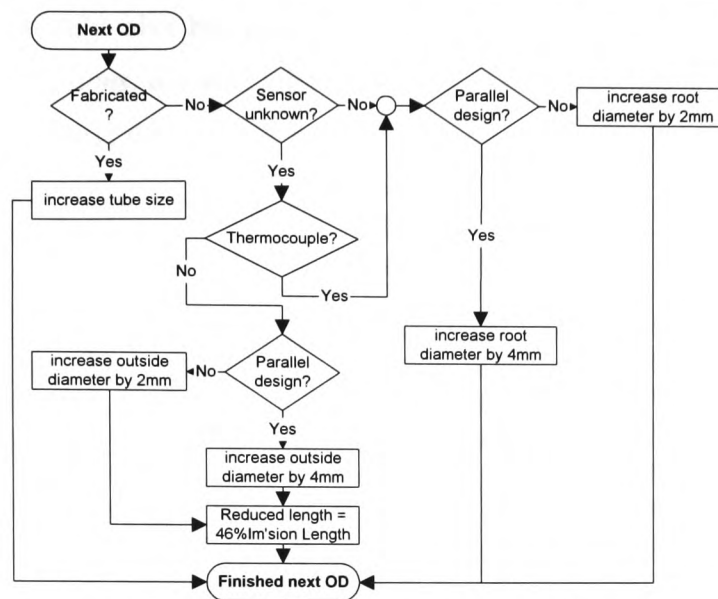 Next OD
Fabricated
?
No
Sensor
unknown?
No
Parallel
design?
No
increase root
diameter by 2mm
Yes
increase tube size
Yes
Thermocouple?
Yes
No
Yes
increase root
diameter by 4mm
increase outside
diameter by 2mm
No
Parallel
design?
Yes
increase outside
diameter by 4mm
Reduced length =
46%Im'sion Length
Finished next OD